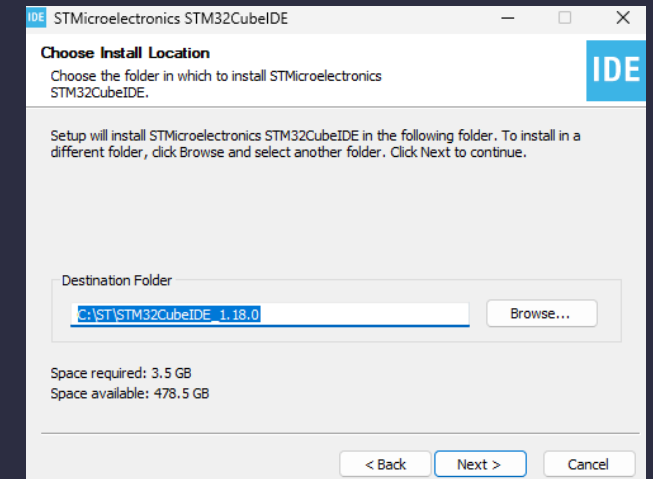 IDE STMicroelectronics STM32CubeIDE
Choose Install Location
Choose the folder in which to install STMicroelectronics
STM32CubeIDE.
IDE
Setup will install STMicroelectronics STM32CubeIDE in the following folder. To install in a
different folder, click Browse and select another folder. Click Next to continue.
Destination Folder
C:\ST\STM32CubeIDE_1.18.0
Browse...
Space required: 3.5 GB
Space available: 478.5 GB
< Back Next > Cancel